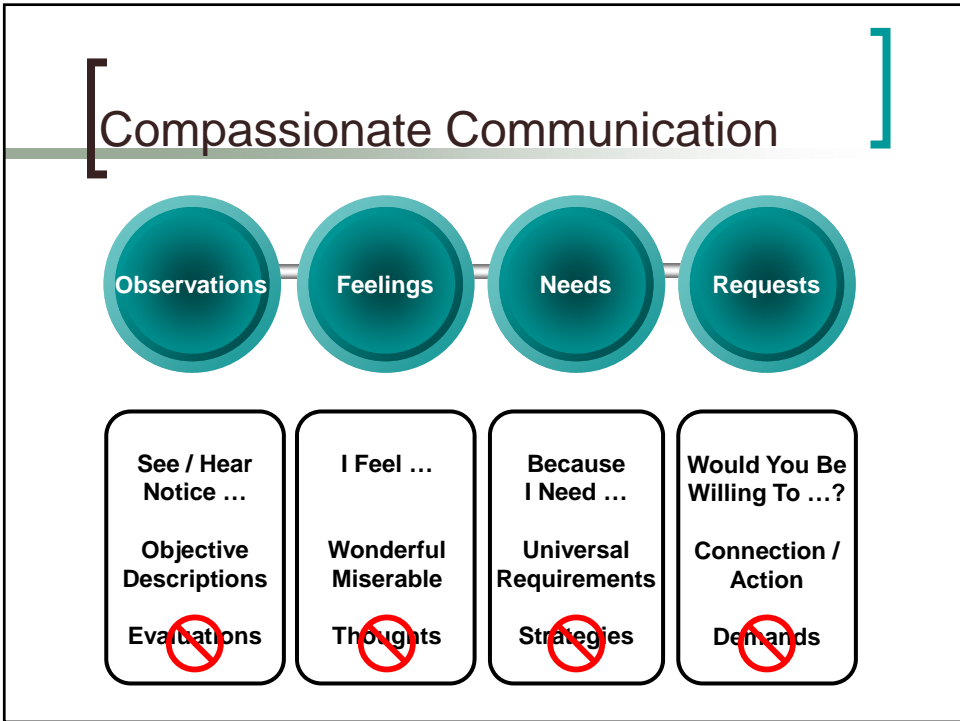 Compassionate Communication
Observations
Feelings
Needs
Requests
See / Hear
Notice …
Objective
Descriptions
Evaluations
I Feel …
Wonderful
Miserable
Thoughts
Because
I Need …
Universal
Requirements
Strategies
Would You Be
Willing To …?
Connection /
Action
Demands